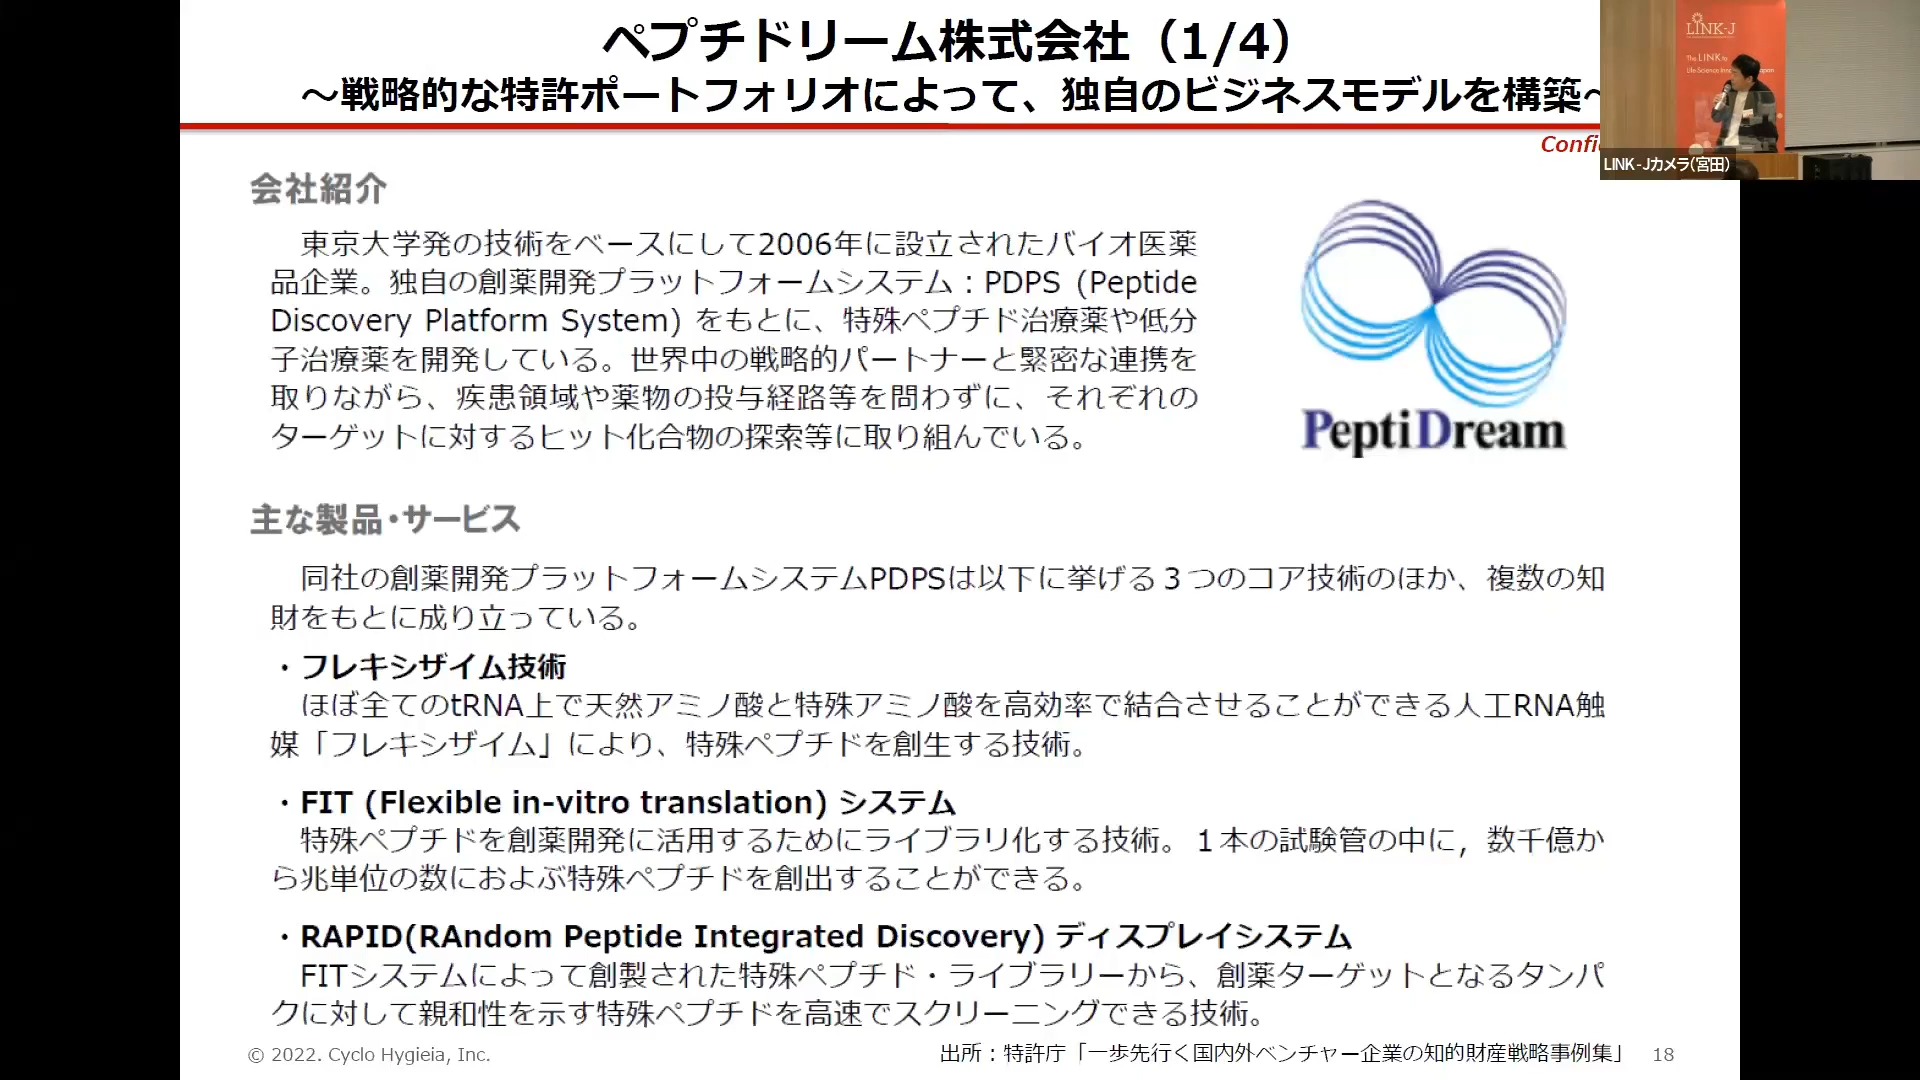 ペプチドリーム株式会社（1/4）
～戦略的な特許ポートフォリオによって、独自のビジネスモデルを構築～
Confi
LINK-J
The LINK to
LINK-Jカメラ(宮田)
会社紹介
東京大学発の技術をベースにして2006年に設立されたバイオ医薬
品企業。独自の創薬開発プラットフォームシステム：PDPS (Peptide
Discovery Platform System) をもとに、特殊ペプチド治療薬や低分
子治療薬を開発している。世界中の戦略的パートナーと緊密な連携を
取りながら、疾患領域や薬物の投与経路等を問わずに、それぞれの
ターゲットに対するヒット化合物の探索等に取り組んでいる。
PeptiDream
主な製品・サービス
同社の創薬開発プラットフォームシステムPDPSは以下に挙げる３つのコア技術のほか、複数の知
財をもとに成り立っている。
・フレキシザイム技術
ほぼ全てのtRNA上で天然アミノ酸と特殊アミノ酸を高効率で結合させることができる人工RNA触
媒「フレキシザイム」により、特殊ペプチドを創生する技術。
・FIT (Flexible in-vitro translation) システム
特殊ペプチドを創薬開発に活用するためにライブラリ化する技術。１本の試験管の中に，数千億か
ら兆単位の数におよぶ特殊ペプチドを創出することができる。
・RAPID(RAndom Peptide Integrated Discovery) ディスプレイシステム
FITシステムによって創製された特殊ペプチド・ライブラリーから、創薬ターゲットとなるタンパ
クに対して親和性を示す特殊ペプチドを高速でスクリーニングできる技術。
© 2022. Cyclo Hygieia, Inc.
出所：特許庁「一歩先行く国内外ベンチャー企業の知的財産戦略事例集」
18